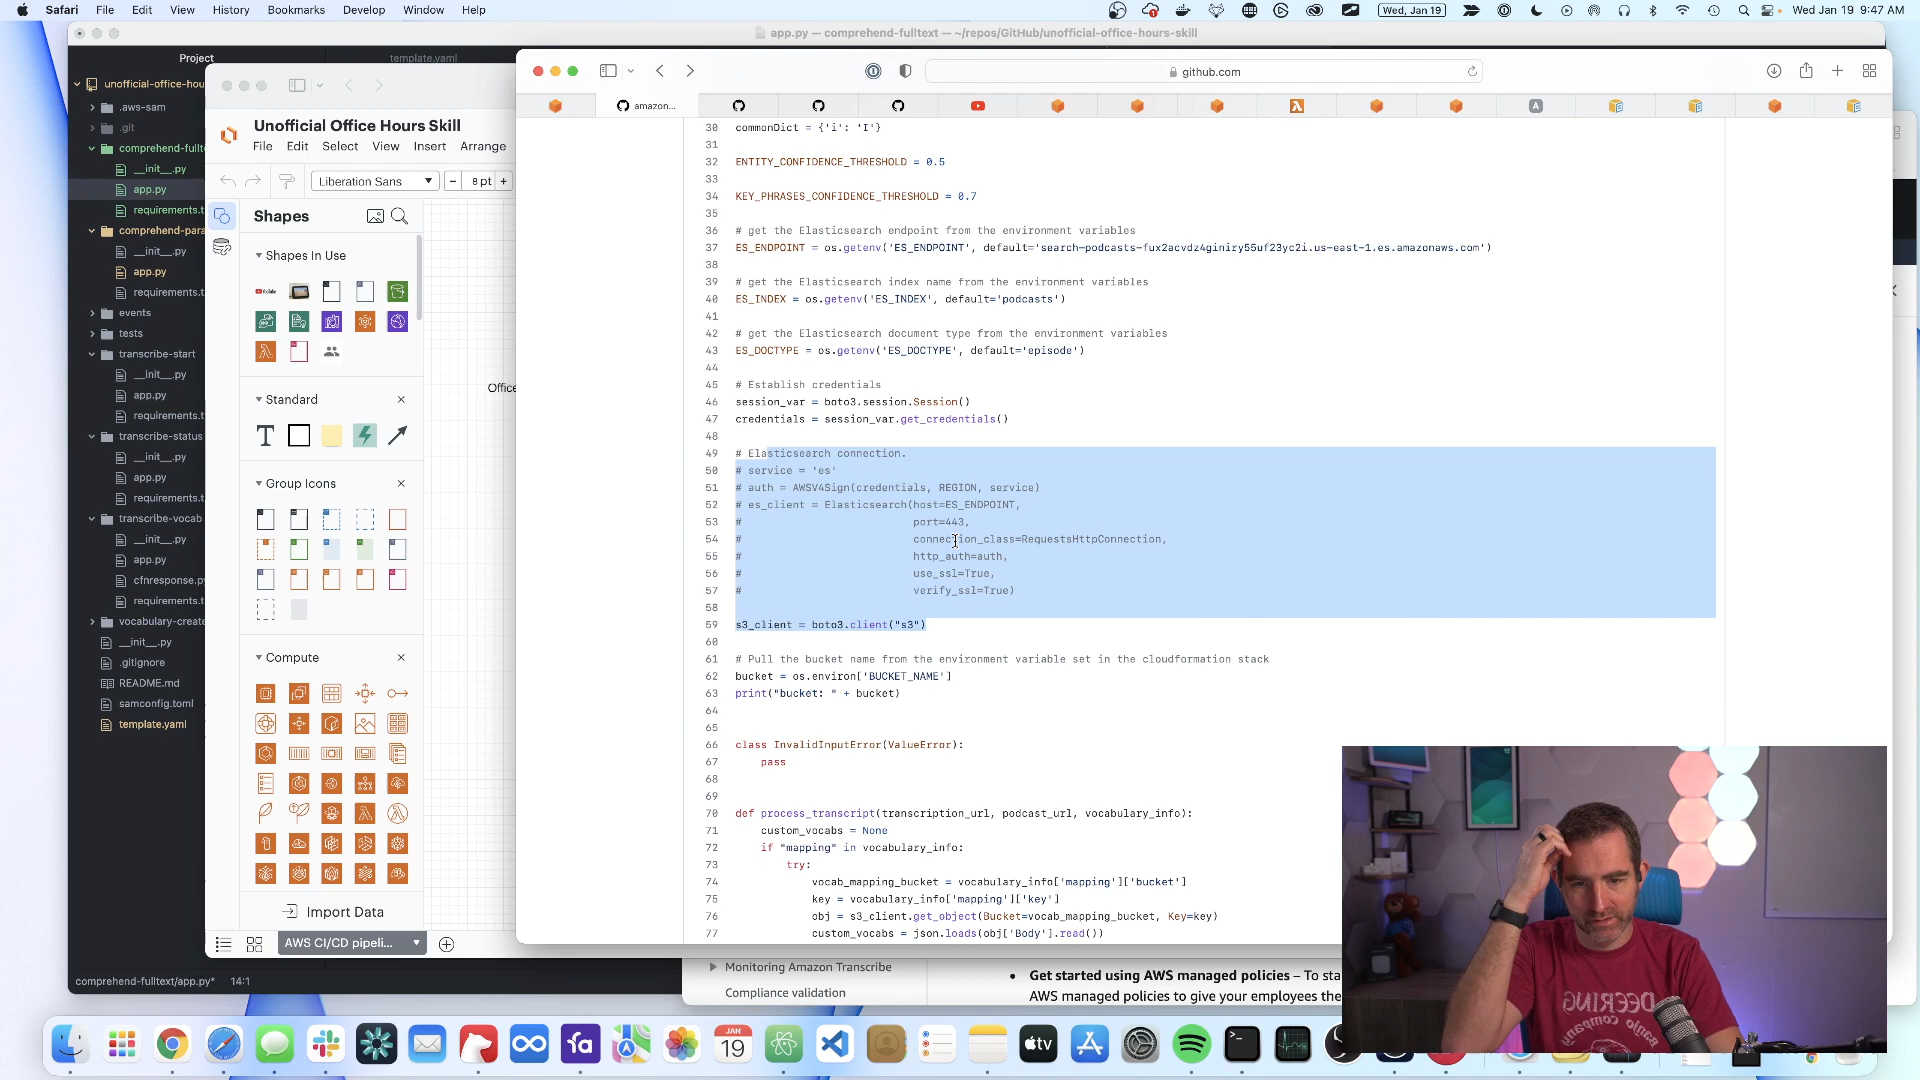 Safari File Edit View History Bookmarks Develop Window Help
Wed, Jan 19
Wed Jan 19 9:47 AM
app.py — comprehend-fulltext — ~/repos/GitHub/unofficial-office-hours-skill
Project
template.yaml
unofficial-office-hou
.aws-sam
.git
comprehend-fullt
__init__.py
app.py
requirements.t
comprehend-para
__init__.py
app.py
requirements.t
events
tests
transcribe-start
__init__.py
app.py
requirements.t
transcribe-status
__init__.py
app.py
requirements.t
transcribe-vocab
__init__.py
app.py
cfnresponse.py
requirements.t
vocabulary-create
__init__.py
.gitignore
README.md
samconfig.toml
template.yaml
comprehend-fulltext/app.py* 14:1
Unofficial Office Hours Skill
File Edit Select View Insert Arrange
Liberation Sans
- 8 pt +
Shapes
Shapes In Use
Standard
Group Icons
Compute
Import Data
AWS CI/CD pipeli...
Office
github.com
amazon...
30 commonDict = {'i': 'I'}
31
32 ENTITY_CONFIDENCE_THRESHOLD = 0.5
33
34 KEY_PHRASES_CONFIDENCE_THRESHOLD = 0.7
35
36 # get the Elasticsearch endpoint from the environment variables
37 ES_ENDPOINT = os.getenv('ES_ENDPOINT', default='search-podcasts-fux2acvdz4giniry55uf23yc2i.us-east-1.es.amazonaws.com')
38
39 # get the Elasticsearch index name from the environment variables
40 ES_INDEX = os.getenv('ES_INDEX', default='podcasts')
41
42 # get the Elasticsearch document type from the environment variables
43 ES_DOCTYPE = os.getenv('ES_DOCTYPE', default='episode')
44
45 # Establish credentials
46 session_var = boto3.session.Session()
47 credentials = session_var.get_credentials()
48
49 # Elasticsearch connection.
50 # service = 'es'
51 # auth = AWSV4Sign(credentials, REGION, service)
52 # es_client = Elasticsearch(host=ES_ENDPOINT,
53 # port=443,
54 # connection_class=RequestsHttpConnection,
55 # http_auth=auth,
56 # use_ssl=True,
57 # verify_ssl=True)
58
59 s3_client = boto3.client("s3")
60
61 # Pull the bucket name from the environment variable set in the cloudformation stack
62 bucket = os.environ['BUCKET_NAME']
63 print("bucket: " + bucket)
64
65
66 class InvalidInputError(ValueError):
67 pass
68
69
70 def process_transcript(transcription_url, podcast_url, vocabulary_info):
71 custom_vocabs = None
72 if "mapping" in vocabulary_info:
73 try:
74 vocab_mapping_bucket = vocabulary_info['mapping']['bucket']
75 key = vocabulary_info['mapping']['key']
76 obj = s3_client.get_object(Bucket=vocab_mapping_bucket, Key=key)
77 custom_vocabs = json.loads(obj['Body'].read())
Monitoring Amazon Transcribe
Compliance validation
• Get started using AWS managed policies – To sta
AWS managed policies to give your employees the
DEERING
Banjo Company
JAN
19
tv